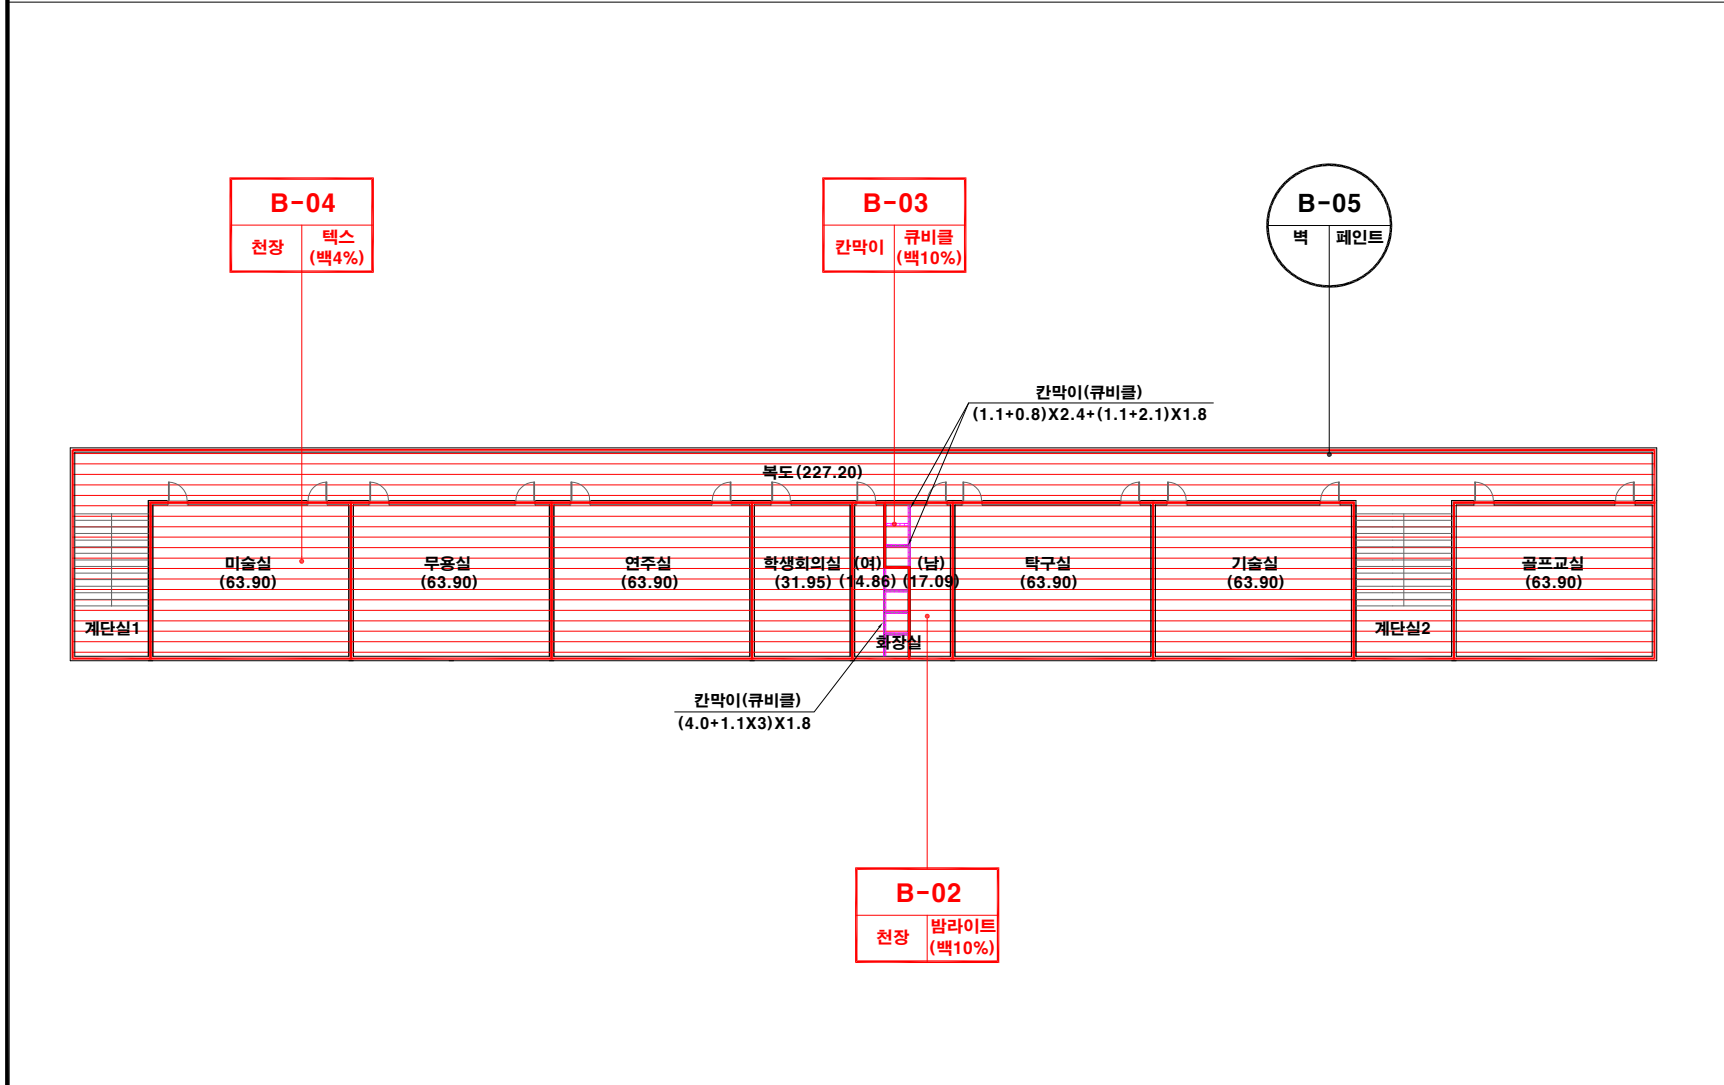 B-04
천장
텍스
(백4%)
B-03
칸막이
큐비클
(백10%)
B-05
벽
페인트
칸막이(큐비클)
(1.1+0.8)X2.4+(1.1+2.1)X1.8
복도(227.20)
미술실
(63.90)
무용실
(63.90)
연주실
(63.90)
학생회의실
(31.95)
(여)
(14.86)
(남)
(17.09)
탁구실
(63.90)
기술실
(63.90)
골프교실
(63.90)
계단실1
화장실
계단실2
칸막이(큐비클)
(4.0+1.1X3)X1.8
B-02
천장
밤라이트
(백10%)